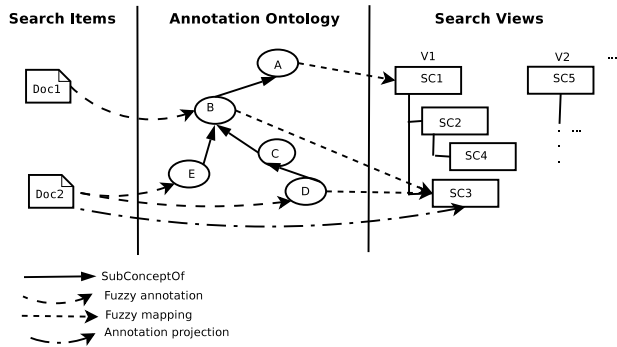 Search Items Annotation Ontology Search Views
V1 V2 ...
A
SC1 SC5
Doc1
B
SC2
...
C
SC4
E
D
Doc2
SC3
SubConceptOf
Fuzzy annotation
Fuzzy mapping
Annotation projection